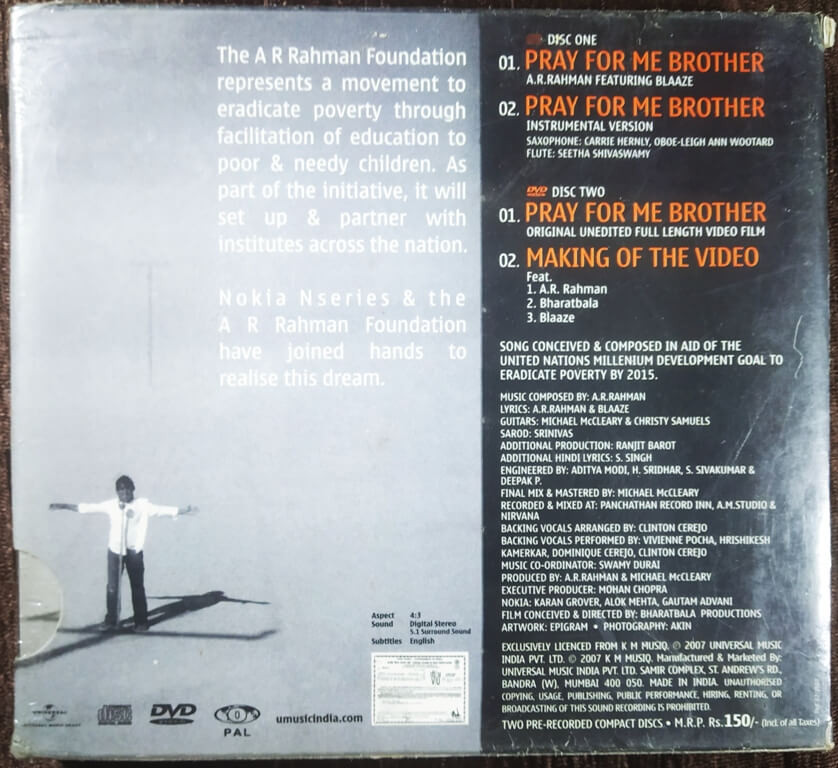 The A R Rahman Foundation
represents a movement to
eradicate poverty through
facilitation of education to
poor & needy children. As
part of the initiative, it will
set up & partner with
institutes across the nation.
Nokia Nseries & the
A R Rahman Foundation
have joined hands to
realise this dream.
Aspect 4:3
Sound Digital Stereo
5.1 Surround Sound
Subtitles English
UNIVERSAL
DVD
PAL
umusicindia.com
DISC ONE
01. PRAY FOR ME BROTHER
A.R.RAHMAN FEATURING BLAAZE
02. PRAY FOR ME BROTHER
INSTRUMENTAL VERSION
SAXOPHONE: CARRIE HERNLY, OBOE-LEIGH ANN WOOTARD
FLUTE: SEETHA SHIVASWAMY
DVD DISC TWO
01. PRAY FOR ME BROTHER
ORIGINAL UNEDITED FULL LENGTH VIDEO FILM
02. MAKING OF THE VIDEO
Feat.
1. A.R. Rahman
2. Bharatbala
3. Blaaze
SONG CONCEIVED & COMPOSED IN AID OF THE
UNITED NATIONS MILLENIUM DEVELOPMENT GOAL TO
ERADICATE POVERTY BY 2015.
MUSIC COMPOSED BY: A.R.RAHMAN
LYRICS: A.R.RAHMAN & BLAAZE
GUITARS: MICHAEL McCLEARY & CHRISTY SAMUELS
SAROD: SRINIVAS
ADDITIONAL PRODUCTION: RANJIT BAROT
ADDITIONAL HINDI LYRICS: S. SINGH
ENGINEERED BY: ADITYA MODI, H. SRIDHAR, S. SIVAKUMAR &
DEEPAK P.
FINAL MIX & MASTERED BY: MICHAEL McCLEARY
RECORDED & MIXED AT: PANCHATHAN RECORD INN, A.M.STUDIO &
NIRVANA
BACKING VOCALS ARRANGED BY: CLINTON CEREJO
BACKING VOCALS PERFORMED BY: VIVIENNE POCHA, HRISHIKESH
KAMERKAR, DOMINIQUE CEREJO, CLINTON CEREJO
MUSIC CO-ORDINATOR: SWAMY DURAI
PRODUCED BY: A.R.RAHMAN & MICHAEL McCLEARY
EXECUTIVE PRODUCER: MOHAN CHOPRA
NOKIA: KARAN GROVER, ALOK MEHTA, GAUTAM ADVANI
FILM CONCEIVED & DIRECTED BY: BHARATBALA PRODUCTIONS
ARTWORK: EPIGRAM • PHOTOGRAPHY: AKIN
EXCLUSIVELY LICENCED FROM K M MUSIQ. ℗ 2007 UNIVERSAL MUSIC
INDIA PVT. LTD. © 2007 K M MUSIQ. Manufactured & Marketed By:
UNIVERSAL MUSIC INDIA PVT. LTD. SAMIR COMPLEX, ST. ANDREW'S RD.,
BANDRA (W), MUMBAI 400 050. MADE IN INDIA. UNAUTHORISED
COPYING, USAGE, PUBLISHING, PUBLIC PERFORMANCE, HIRING, RENTING, OR
BROADCASTING OF THIS SOUND RECORDING IS PROHIBITED.
TWO PRE-RECORDED COMPACT DISCS • M.R.P. Rs.150/- (Incl. of all Taxes)